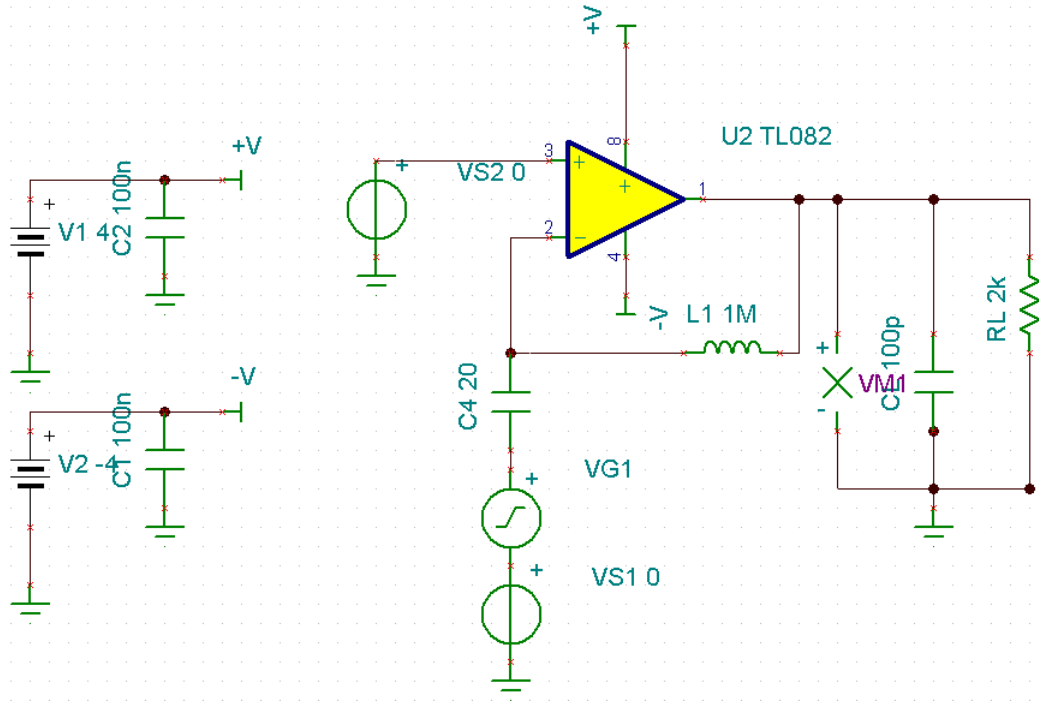 +V
U2 TL082
8
3
+
+
VS2 0
+
+
1
2
-
4
-V
+V
+
V1 4
C2 100n
L1 1M
RL 2k
-V
+
V2 -4
C1 100n
C4 20
+
VM1
-
CL 100p
VG1
+
+
VS1 0